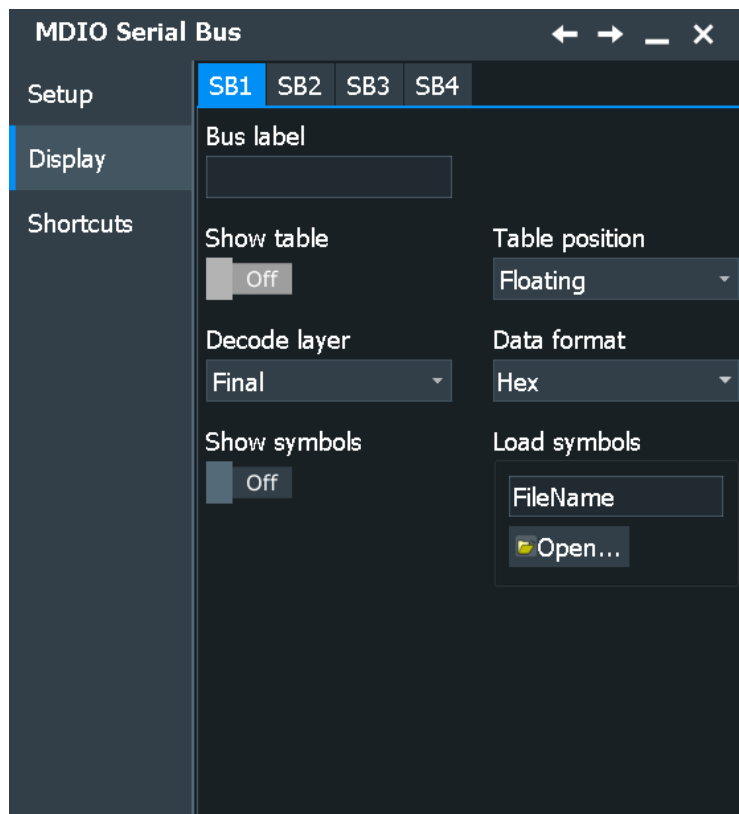 MDIO Serial Bus
Setup
Display
Shortcuts
SB1 SB2 SB3 SB4
Bus label
Show table Table position
Off Floating
Decode layer Data format
Final Hex
Show symbols Load symbols
Off FileName
Open...